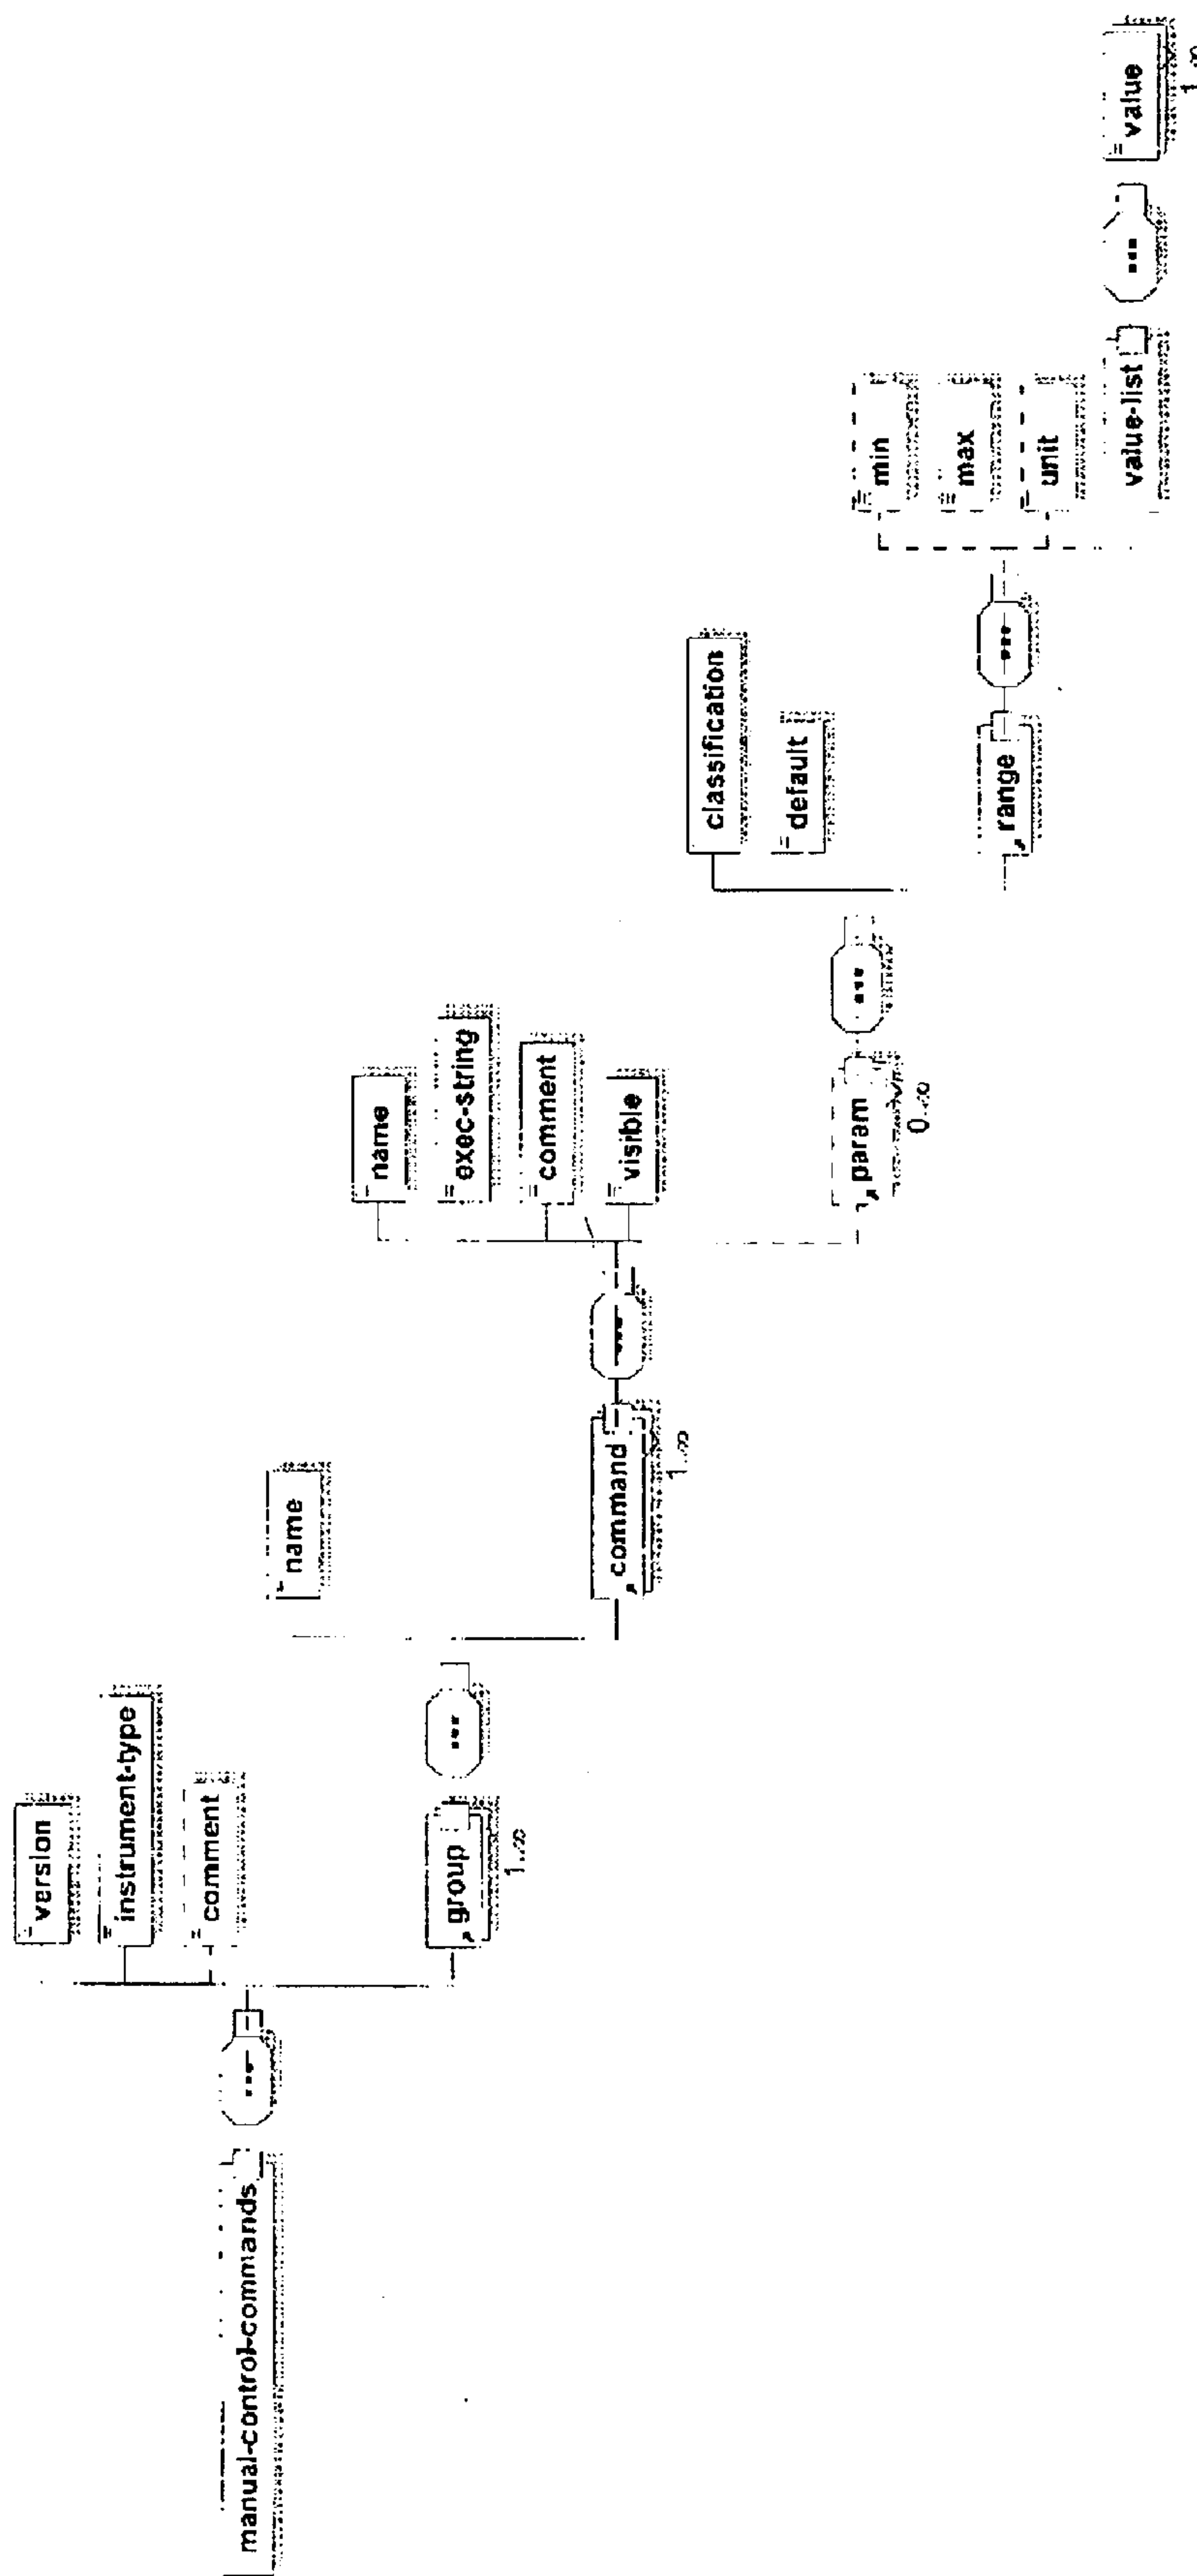 manual-control-commands
version
instrument-type
comment
group
1..∞
name
command
1..∞
name
exec-string
comment
visible
param
0..∞
classification
default
range
min
max
unit
value-list
value
1..∞